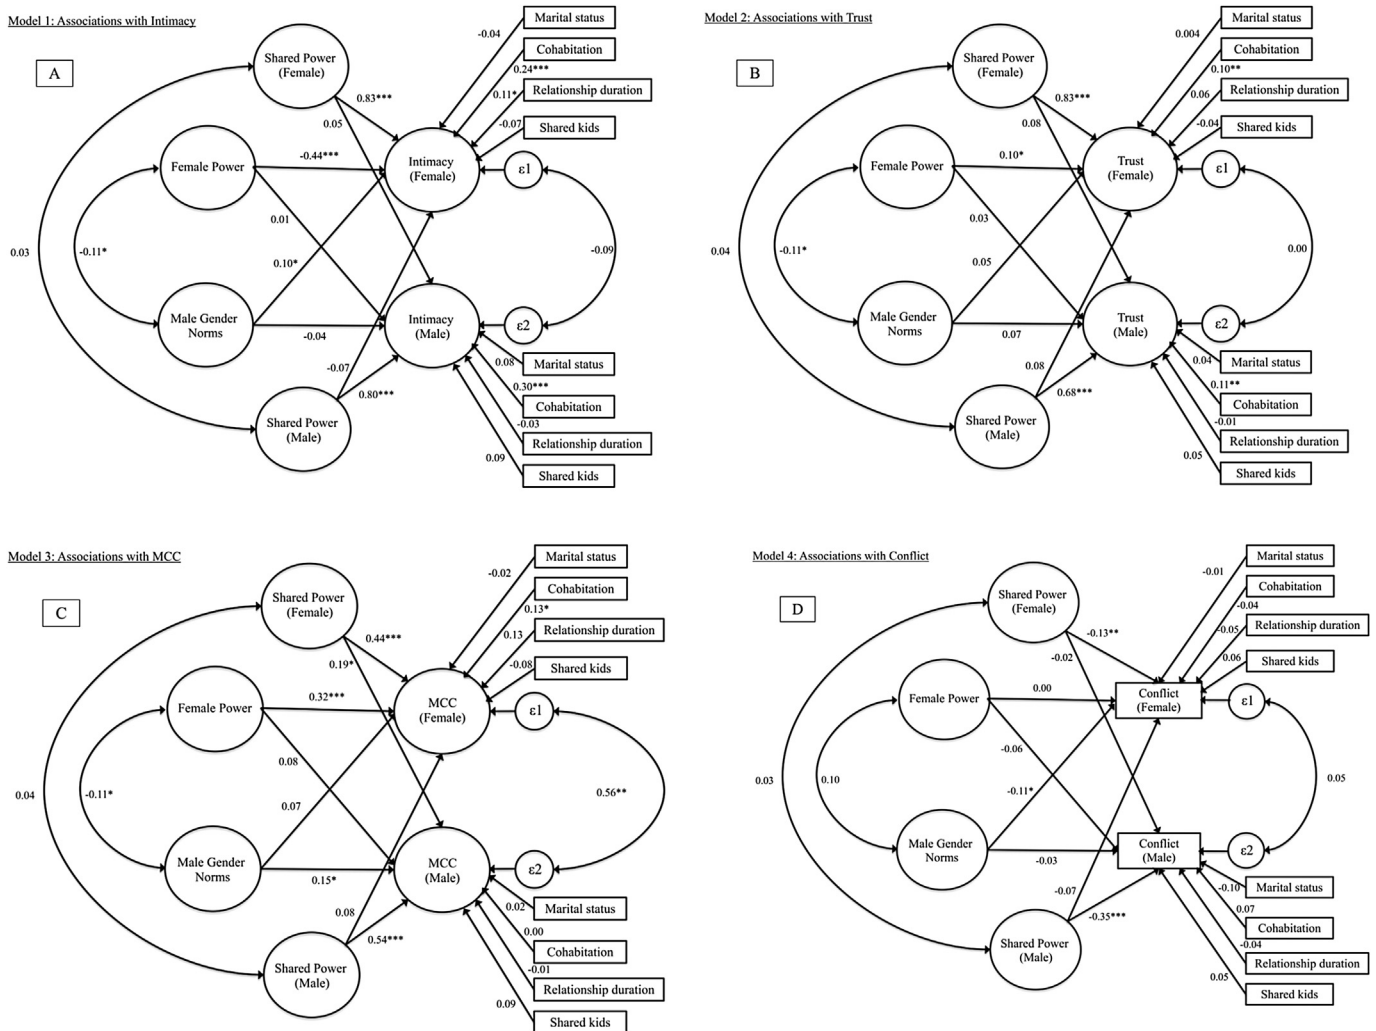 Model 1: Associations with Intimacy
A
Shared Power
(Female)
Female Power
Male Gender
Norms
Shared Power
(Male)
Intimacy
(Female)
Intimacy
(Male)
ε1
ε2
Marital status
Cohabitation
Relationship duration
Shared kids
-0.04
0.24***
0.11*
-0.07
0.83***
0.05
-0.44***
0.01
0.10*
-0.04
-0.07
0.80***
0.03
-0.11*
-0.09
0.08
0.30***
-0.03
0.09
Marital status
Cohabitation
Relationship duration
Shared kids
Model 2: Associations with Trust
B
Shared Power
(Female)
Female Power
Male Gender
Norms
Shared Power
(Male)
Trust
(Female)
Trust
(Male)
ε1
ε2
Marital status
Cohabitation
Relationship duration
Shared kids
0.004
0.10**
0.06
-0.04
0.83***
0.08
0.10*
0.03
0.05
0.07
0.08
0.68***
0.04
-0.11*
0.00
0.04
0.11**
-0.01
0.05
Marital status
Cohabitation
Relationship duration
Shared kids
Model 3: Associations with MCC
C
Shared Power
(Female)
Female Power
Male Gender
Norms
Shared Power
(Male)
MCC
(Female)
MCC
(Male)
ε1
ε2
Marital status
Cohabitation
Relationship duration
Shared kids
-0.02
0.13*
0.13
-0.08
0.44***
0.19*
0.32***
0.08
0.07
0.15*
0.08
0.54***
0.04
-0.11*
0.56**
0.02
0.00
-0.01
0.09
Marital status
Cohabitation
Relationship duration
Shared kids
Model 4: Associations with Conflict
D
Shared Power
(Female)
Female Power
Male Gender
Norms
Shared Power
(Male)
Conflict
(Female)
Conflict
(Male)
ε1
ε2
Marital status
Cohabitation
Relationship duration
Shared kids
-0.01
-0.04
-0.05
0.06
-0.13**
-0.02
0.00
-0.06
-0.11*
-0.03
-0.07
-0.35***
0.03
0.10
0.05
-0.10
0.07
-0.04
0.05
Marital status
Cohabitation
Relationship duration
Shared kids